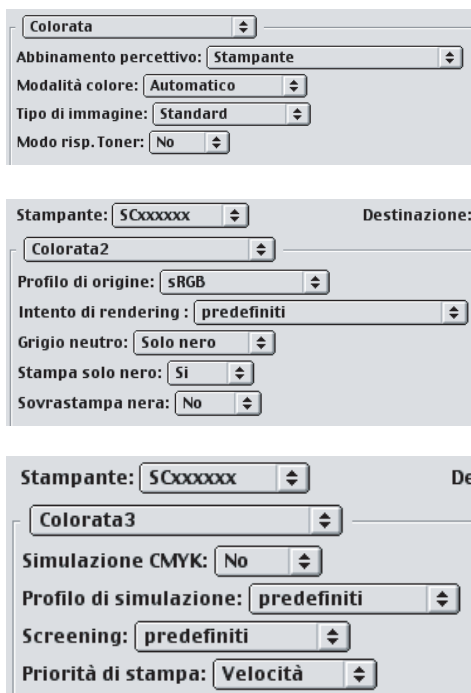 Colorata
Abbinamento percettivo: Stampante
Modalità colore: Automatico
Tipo di immagine: Standard
Modo risp. Toner: No
Stampante: SCxxxxxx Destinazione:
Colorata2
Profilo di origine: sRGB
Intento di rendering : predefiniti
Grigio neutro: Solo nero
Stampa solo nero: Si
Sovrastampa nera: No
Stampante: SCxxxxxx De
Colorata3
Simulazione CMYK: No
Profilo di simulazione: predefiniti
Screening: predefiniti
Priorità di stampa: Velocità